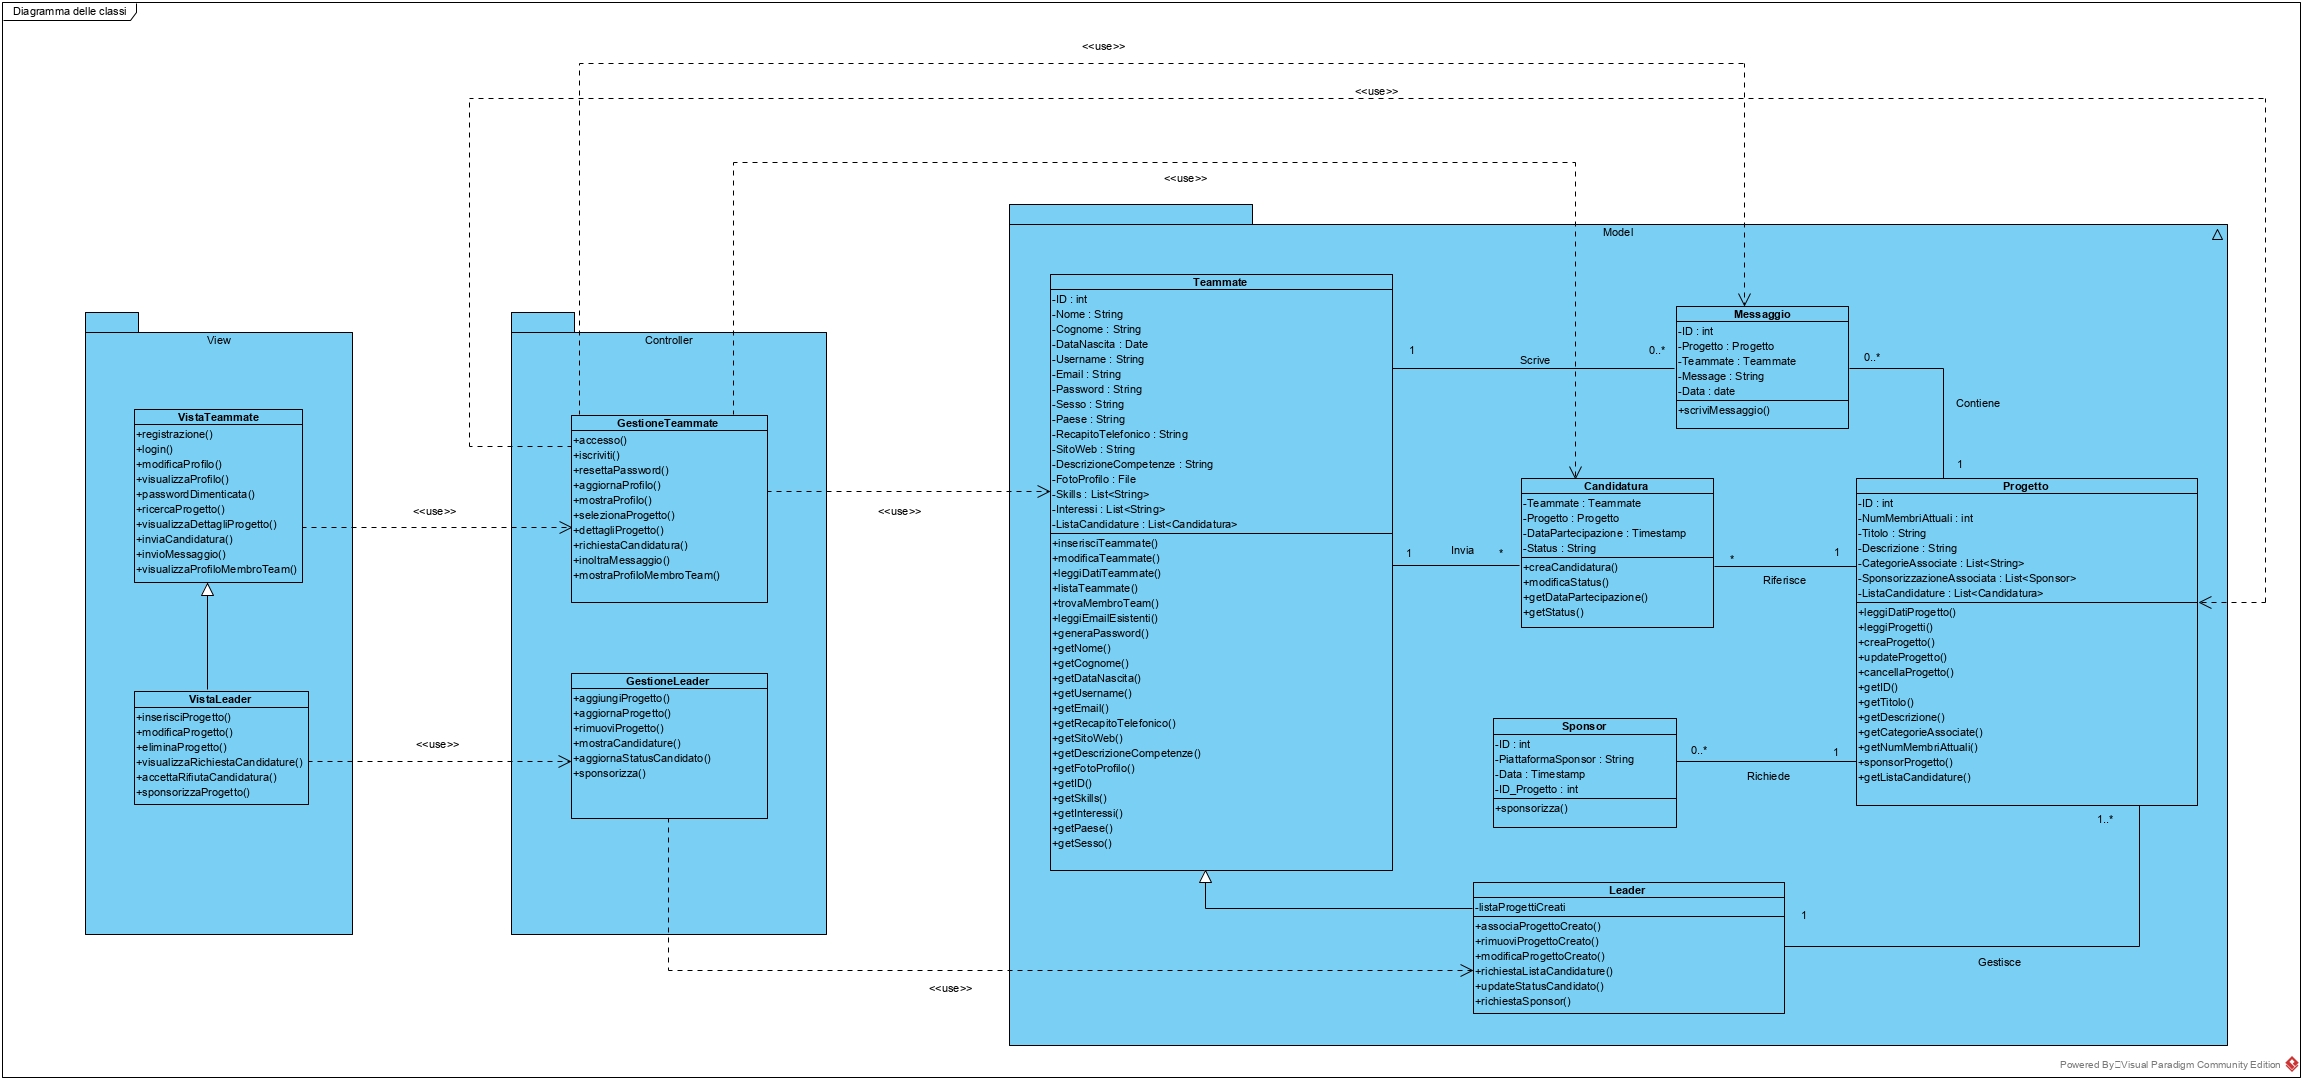 Diagramma delle classi
<<use>>
<<use>>
<<use>>
View
VistaTeammate
+registrazione()
+login()
+modificaProfilo()
+visualizzaProfilo()
+passwordDimenticata()
+ricercaProgetto()
+visualizzaDettagliProgetto()
+inviaCandidatura()
+invioMessaggio()
+visualizzaProfiloMembroTeam()
VistaLeader
+inserisciProgetto()
+modificaProgetto()
+eliminaProgetto()
+visualizzaRichiestaCandidature()
+accettaRifiutaCandidatura()
+sponsorizzaProgetto()
<<use>>
<<use>>
Controller
GestioneTeammate
+accesso()
+iscriviti()
+resettaPassword()
+aggiornaProfilo()
+mostraProfilo()
+selezionaProgetto()
+dettagliProgetto()
+richiestaCandidatura()
+inoltraMessaggio()
+mostraProfiloMembroTeam()
GestioneLeader
+aggiungiProgetto()
+aggiornaProgetto()
+rimuoviProgetto()
+mostraCandidature()
+aggiornaStatusCandidato()
+sponsorizza()
<<use>>
<<use>>
Model
Teammate
-ID : int
-Nome : String
-Cognome : String
-DataNascita : Date
-Username : String
-Email : String
-Password : String
-Sesso : String
-Paese : String
-RecapitoTelefonico : String
-SitoWeb : String
-DescrizioneCompetenze : String
-FotoProfilo : File
-Skills : List<String>
-Interessi : List<String>
-ListaCandidature : List<Candidatura>
+inserisciTeammate()
+modificaTeammate()
+leggiDatiTeammate()
+listaTeammate()
+trovaMembroTeam()
+leggiEmailEsistenti()
+generaPassword()
+getNome()
+getCognome()
+getDataNascita()
+getUsername()
+getEmail()
+getRecapitoTelefonico()
+getSitoWeb()
+getDescrizioneCompetenze()
+getFotoProfilo()
+getID()
+getSkills()
+getInteressi()
+getPaese()
+getSesso()
1
Scrive
0..*
Messaggio
-ID : int
-Progetto : Progetto
-Teammate : Teammate
-Message : String
-Data : date
+scriviMessaggio()
0..*
Contiene
1
1
Invia
*
Candidatura
-Teammate : Teammate
-Progetto : Progetto
-DataPartecipazione : Timestamp
-Status : String
+creaCandidatura()
+modificaStatus()
+getDataPartecipazione()
+getStatus()
*
Riferisce
1
Progetto
-ID : int
-NumMembriAttuali : int
-Titolo : String
-Descrizione : String
-CategorieAssociate : List<String>
-SponsorizzazioneAssociata : List<Sponsor>
-ListaCandidature : List<Candidatura>
+leggiDatiProgetto()
+leggiProgetti()
+creaProgetto()
+updateProgetto()
+cancellaProgetto()
+getID()
+getTitolo()
+getDescrizione()
+getCategorieAssociate()
+getNumMembriAttuali()
+sponsorProgetto()
+getListaCandidature()
Sponsor
-ID : int
-PiattaformaSponsor : String
-Data : Timestamp
-ID_Progetto : int
+sponsorizza()
0..*
Richiede
1
1..*
Leader
-listaProgettiCreati
+associaProgettoCreato()
+rimuoviProgettoCreato()
+modificaProgettoCreato()
+richiestaListaCandidature()
+updateStatusCandidato()
+richiestaSponsor()
1
Gestisce
Powered By Visual Paradigm Community Edition